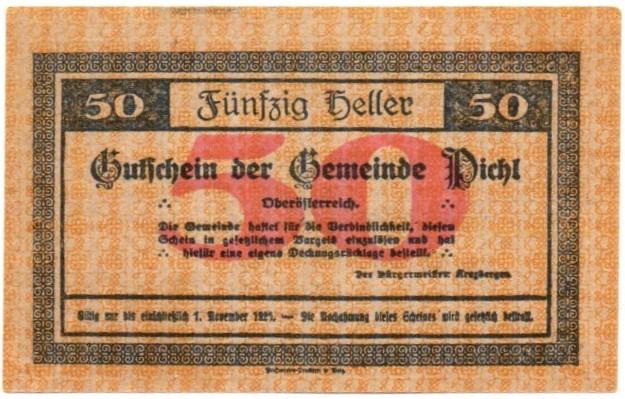 50 Fünfzig Heller 50
50
Gutschein der Gemeinde Pichl
Oberösterreich.
Die Gemeinde haftet für die Verbindlichkeit, diesen
Schein in gesetzlichem Bargeld einzulösen und hat
hiefür eine eigene Deckungsrücklage bestellt.
Der Bürgermeister:
Gültig nur bis einschließlich 1. November 1921. — Die Nachahmung dieses Scheines wird gesetzlich bestraft.